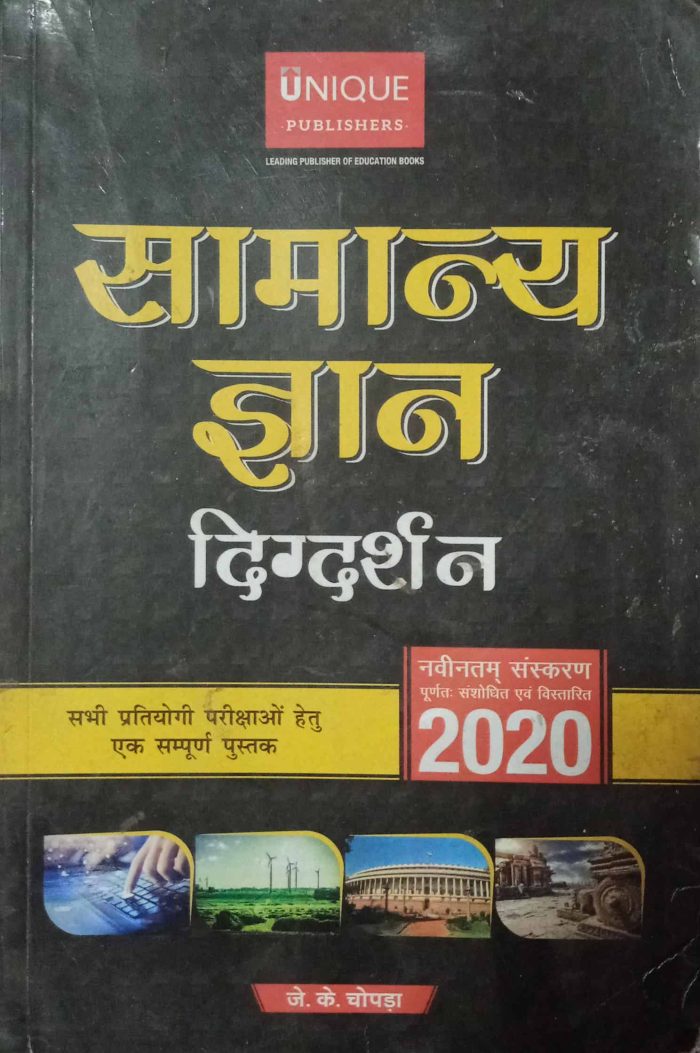 UNIQUE
PUBLISHERS
LEADING PUBLISHER OF EDUCATION BOOKS
सामान्य
ज्ञान
दिग्दर्शन
नवीनतम् संस्करण
पूर्णतः संशोधित एवं विस्तारित
2020
सभी प्रतियोगी परीक्षाओं हेतु
एक सम्पूर्ण पुस्तक
जे. के. चोपड़ा